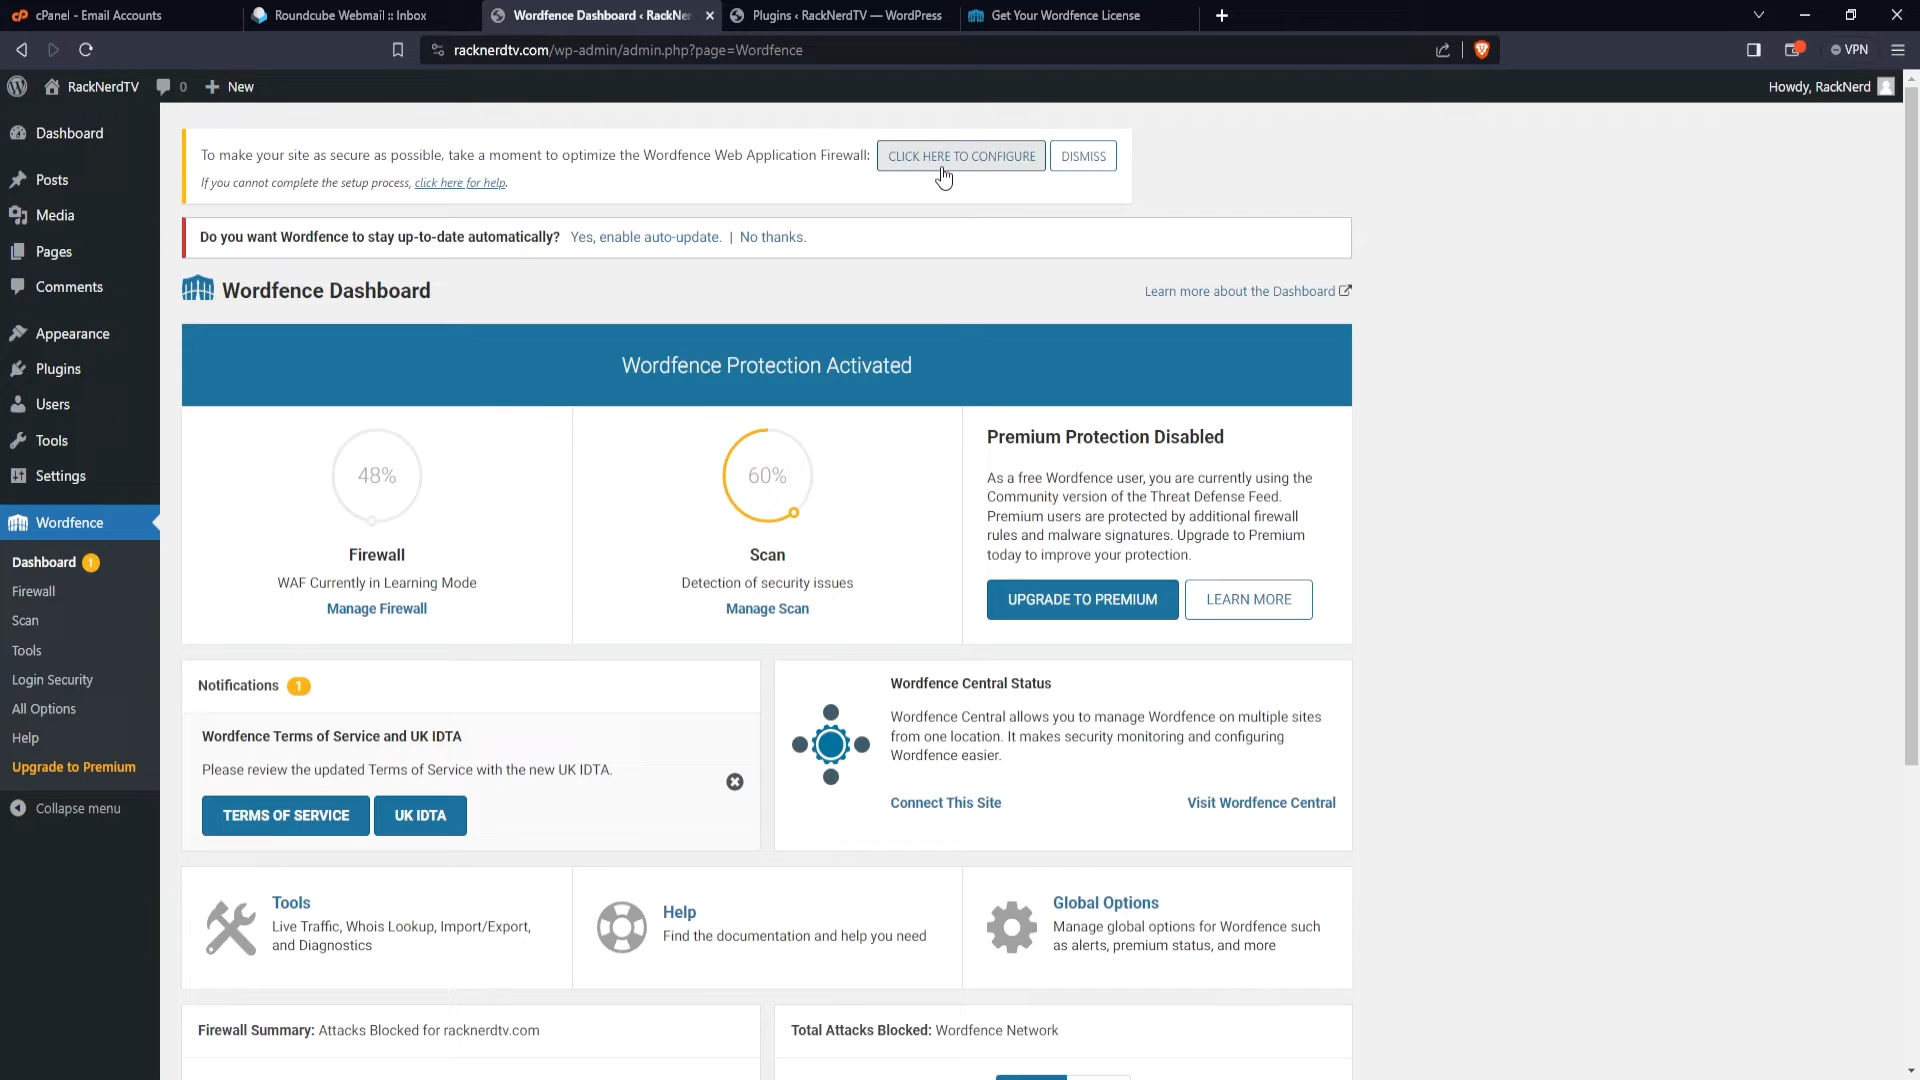 cPanel - Email Accounts
Roundcube Webmail :: Inbox
Wordfence Dashboard ‹ RackNer
Plugins ‹ RackNerdTV — WordPress
Get Your Wordfence License
racknerdtv.com/wp-admin/admin.php?page=Wordfence
VPN
RackNerdTV
0
New
Howdy, RackNerd
Dashboard
Posts
Media
Pages
Comments
Appearance
Plugins
Users
Tools
Settings
Wordfence
Dashboard 1
Firewall
Scan
Tools
Login Security
All Options
Help
Upgrade to Premium
Collapse menu
To make your site as secure as possible, take a moment to optimize the Wordfence Web Application Firewall:
CLICK HERE TO CONFIGURE
DISMISS
If you cannot complete the setup process, click here for help.
Do you want Wordfence to stay up-to-date automatically? Yes, enable auto-update. | No thanks.
Wordfence Dashboard
Learn more about the Dashboard
Wordfence Protection Activated
48%
Firewall
WAF Currently in Learning Mode
Manage Firewall
60%
Scan
Detection of security issues
Manage Scan
Premium Protection Disabled
As a free Wordfence user, you are currently using the
Community version of the Threat Defense Feed.
Premium users are protected by additional firewall
rules and malware signatures. Upgrade to Premium
today to improve your protection.
UPGRADE TO PREMIUM
LEARN MORE
Notifications 1
Wordfence Terms of Service and UK IDTA
Please review the updated Terms of Service with the new UK IDTA.
TERMS OF SERVICE
UK IDTA
Wordfence Central Status
Wordfence Central allows you to manage Wordfence on multiple sites
from one location. It makes security monitoring and configuring
Wordfence easier.
Connect This Site
Visit Wordfence Central
Tools
Live Traffic, Whois Lookup, Import/Export,
and Diagnostics
Help
Find the documentation and help you need
Global Options
Manage global options for Wordfence such
as alerts, premium status, and more
Firewall Summary: Attacks Blocked for racknerdtv.com
Total Attacks Blocked: Wordfence Network